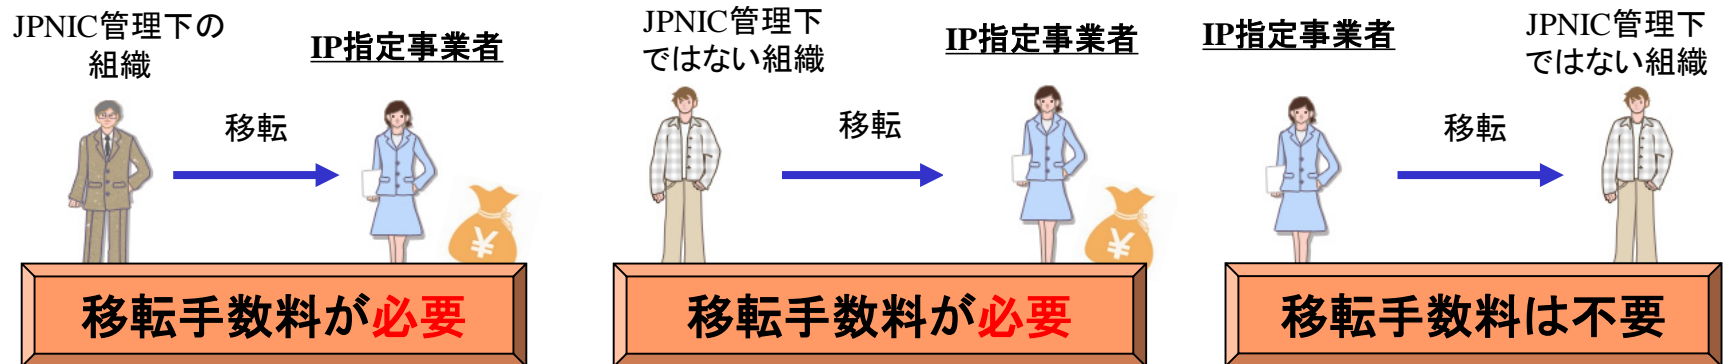 JPNIC管理下の
組織
IP指定事業者
移転
¥
移転手数料が必要
JPNIC管理下
ではない組織
IP指定事業者
移転
¥
移転手数料が必要
IP指定事業者
JPNIC管理下
ではない組織
移転
移転手数料は不要